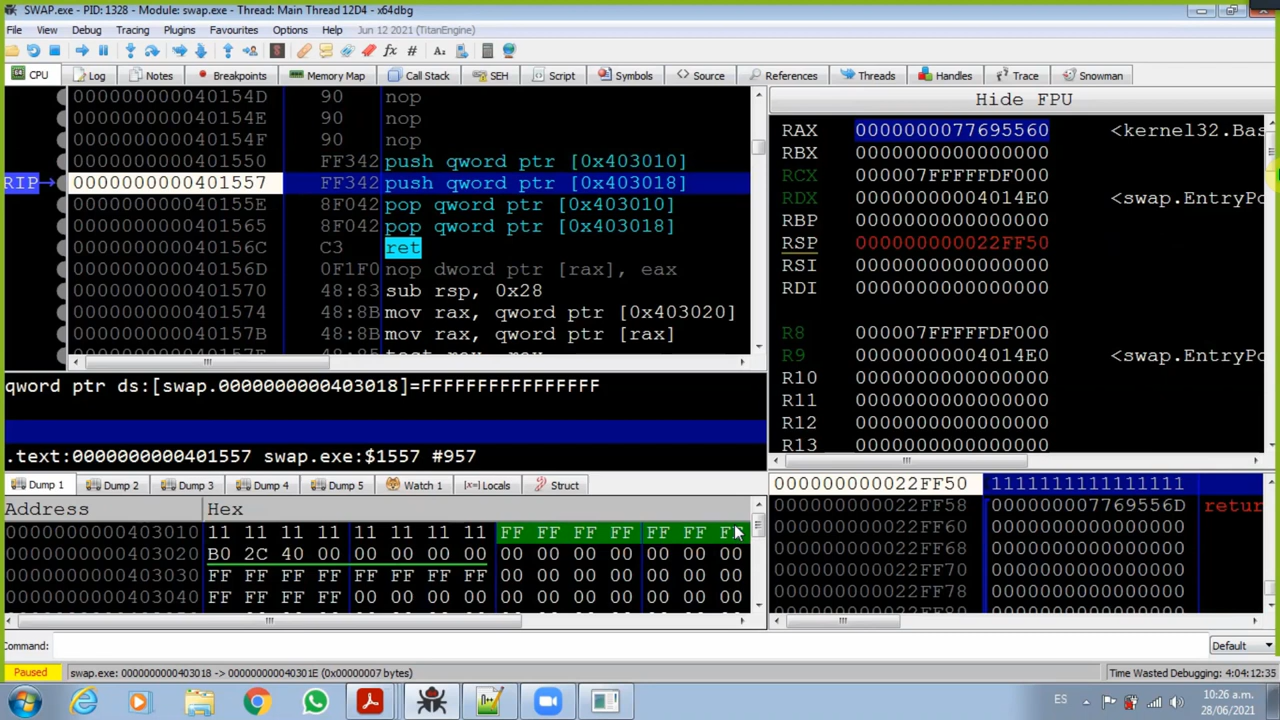 SWAP.exe - PID: 1328 - Module: swap.exe - Thread: Main Thread 12D4 - x64dbg
File View Debug Tracing Plugins Favourites Options Help Jun 12 2021 (TitanEngine)
CPU Log Notes Breakpoints Memory Map Call Stack SEH Script Symbols Source References Threads Handles Trace Snowman
000000000040154D 90 nop
000000000040154E 90 nop
000000000040154F 90 nop
0000000000401550 FF342 push qword ptr [0x403010]
RIP 0000000000401557 FF342 push qword ptr [0x403018]
000000000040155E 8F042 pop qword ptr [0x403010]
0000000000401565 8F042 pop qword ptr [0x403018]
000000000040156C C3 ret
000000000040156D 0F1F0 nop dword ptr [rax], eax
0000000000401570 48:83 sub rsp, 0x28
0000000000401574 48:8B mov rax, qword ptr [0x403020]
000000000040157B 48:8B mov rax, qword ptr [rax]
qword ptr ds:[swap.0000000000403018]=FFFFFFFFFFFFFFFF
.text:0000000000401557 swap.exe:$1557 #957
Hide FPU
RAX 0000000077695560 <kernel32.Bas
RBX 0000000000000000
RCX 000007FFFFFDF000
RDX 00000000004014E0 <swap.EntryPo
RBP 0000000000000000
RSP 000000000022FF50
RSI 0000000000000000
RDI 0000000000000000
R8 000007FFFFFDF000
R9 00000000004014E0 <swap.EntryPo
R10 0000000000000000
R11 0000000000000000
R12 0000000000000000
R13 0000000000000000
Dump 1 Dump 2 Dump 3 Dump 4 Dump 5 Watch 1 Locals Struct
Address Hex
0000000000403010 11 11 11 11 11 11 11 11 FF FF FF FF FF FF FF
0000000000403020 B0 2C 40 00 00 00 00 00 00 00 00 00 00 00 00
0000000000403030 FF FF FF FF FF FF FF FF 00 00 00 00 00 00 00
0000000000403040 FF FF FF FF 00 00 00 00 00 00 00 00 00 00 00
000000000022FF50 1111111111111111
000000000022FF58 000000007769556D retur
000000000022FF60 0000000000000000
000000000022FF68 0000000000000000
000000000022FF70 0000000000000000
000000000022FF78 0000000000000000
000000000022FF80 0000000000000000
Command: Default
Paused swap.exe: 0000000000403018 -> 000000000040301E (0x00000007 bytes) Time Wasted Debugging: 4:04:12:35
ES 10:26 a.m.
28/06/2021